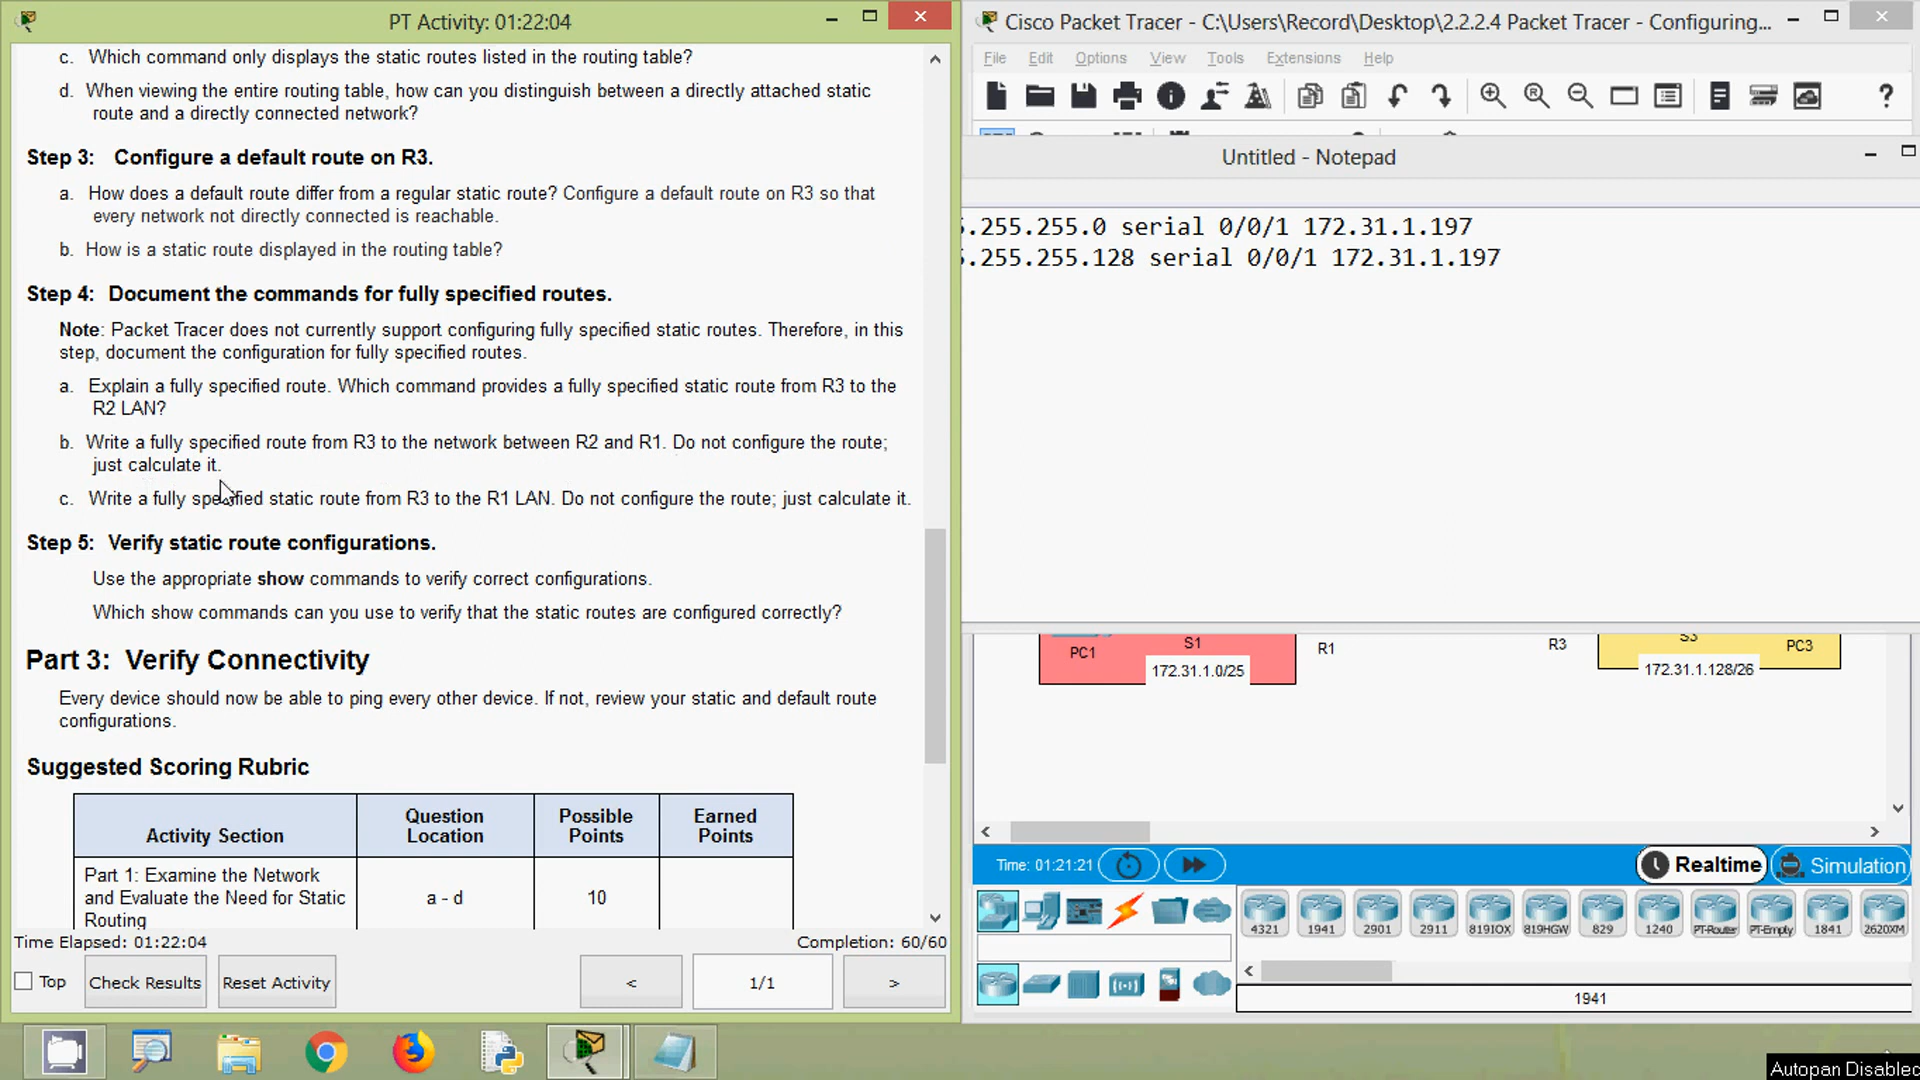 PT Activity: 01:22:04
c. Which command only displays the static routes listed in the routing table?
d. When viewing the entire routing table, how can you distinguish between a directly attached static
route and a directly connected network?
Step 3: Configure a default route on R3.
a. How does a default route differ from a regular static route? Configure a default route on R3 so that
every network not directly connected is reachable.
b. How is a static route displayed in the routing table?
Step 4: Document the commands for fully specified routes.
Note: Packet Tracer does not currently support configuring fully specified static routes. Therefore, in this
step, document the configuration for fully specified routes.
a. Explain a fully specified route. Which command provides a fully specified static route from R3 to the
R2 LAN?
b. Write a fully specified route from R3 to the network between R2 and R1. Do not configure the route;
just calculate it.
c. Write a fully specified static route from R3 to the R1 LAN. Do not configure the route; just calculate it.
Step 5: Verify static route configurations.
Use the appropriate show commands to verify correct configurations.
Which show commands can you use to verify that the static routes are configured correctly?
Part 3: Verify Connectivity
Every device should now be able to ping every other device. If not, review your static and default route
configurations.
Suggested Scoring Rubric
Activity Section
Question
Location
Possible
Points
Earned
Points
Part 1: Examine the Network
and Evaluate the Need for Static
Routing
a - d
10
Time Elapsed: 01:22:04
Completion: 60/60
Top
Check Results
Reset Activity
<
1/1
>
Cisco Packet Tracer - C:\Users\Record\Desktop\2.2.2.4 Packet Tracer - Configuring...
File Edit Options View Tools Extensions Help
Untitled - Notepad
.255.255.0 serial 0/0/1 172.31.1.197
.255.255.128 serial 0/0/1 172.31.1.197
PC1
S1
172.31.1.0/25
R1
R3
S3
PC3
172.31.1.128/26
Time: 01:21:21
Realtime
Simulation
4321 1941 2901 2911 819IOX 819HGW 829 1240 PT-Router PT-Empty 1841 2620XM
1941
Autopan Disabled